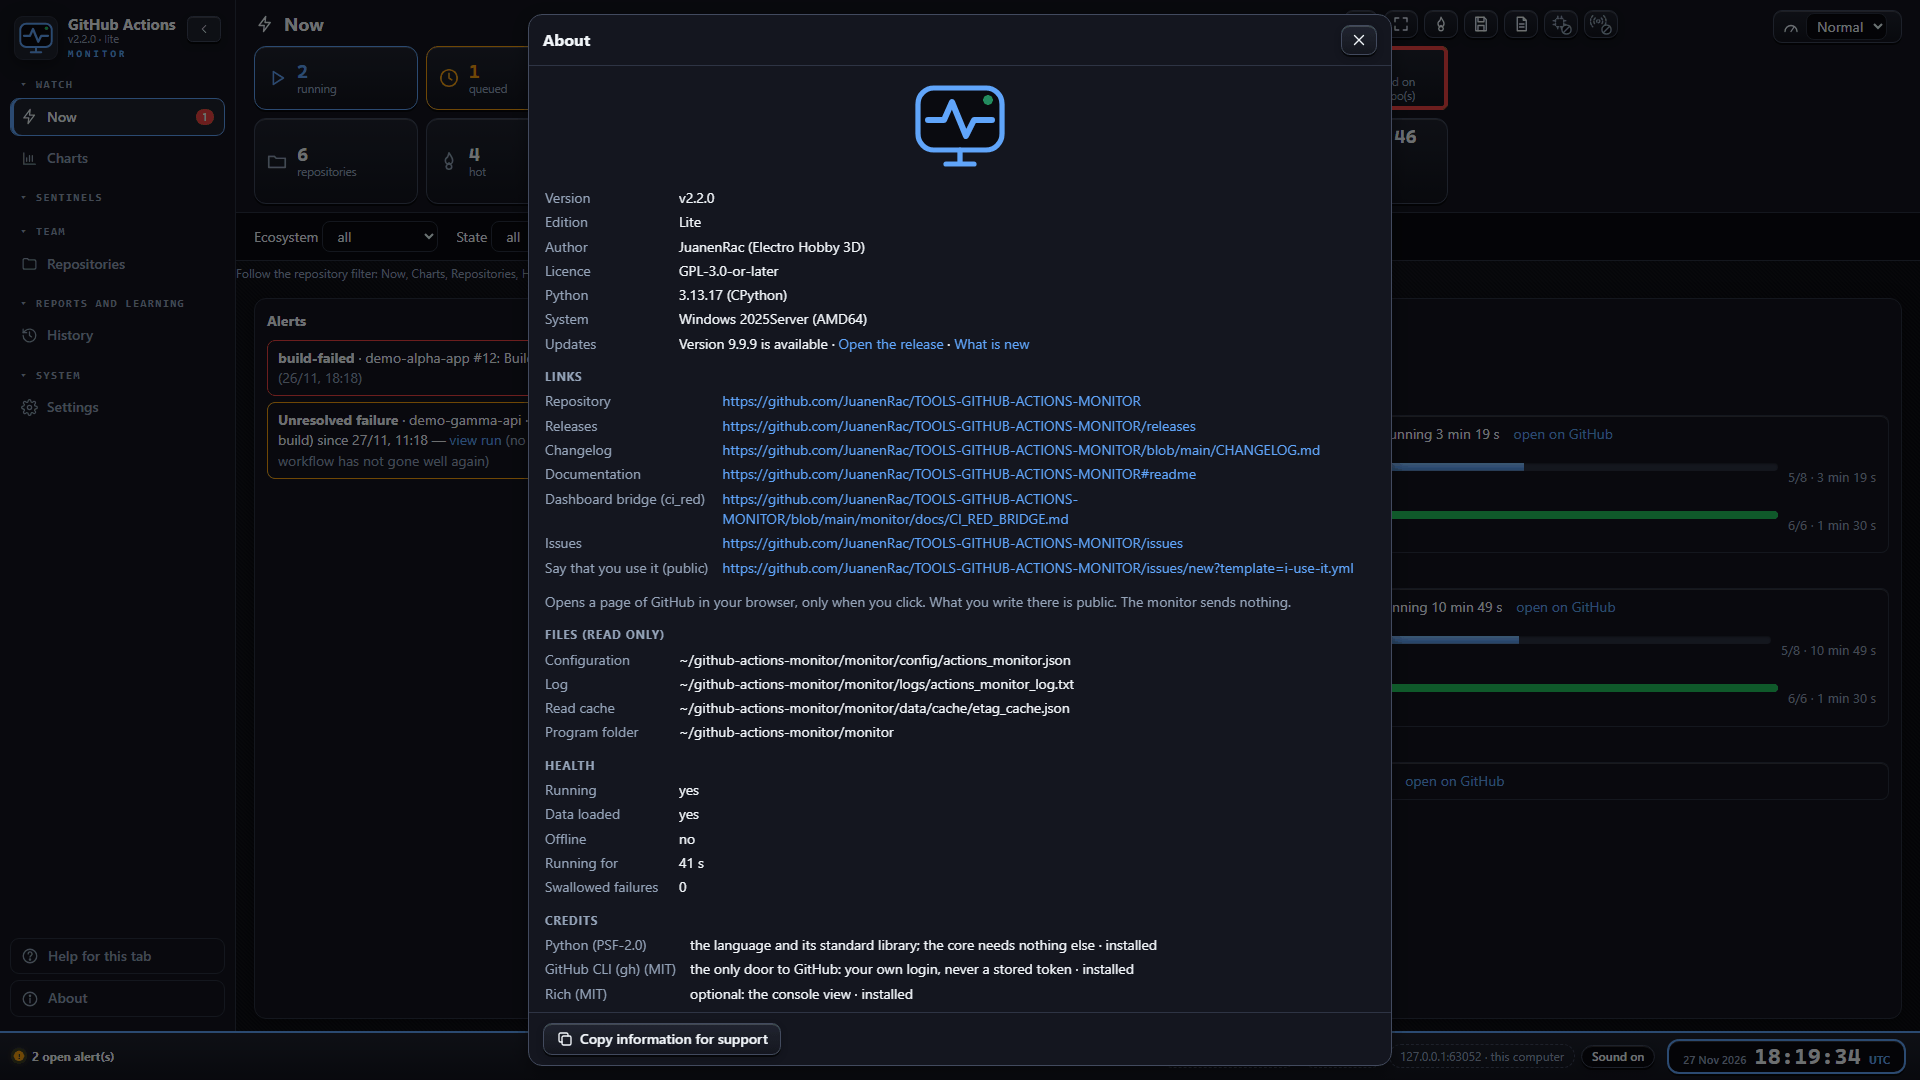 GitHub Actions
v2.2.0 · lite
MONITOR
WATCH
Now
1
Charts
SENTINELS
TEAM
Repositories
REPORTS AND LEARNING
History
SYSTEM
Settings
Help for this tab
About
Now
2
running
1
queued
6
repositories
4
hot
Ecosystem
all
State
all
Follow the repository filter: Now, Charts, Repositories,
Alerts
build-failed · demo-alpha-app #12:
(26/11, 18:18)
Unresolved failure · demo-gamma-api ·
build) since 27/11, 11:18 — view run (no
workflow has not gone well again)
About
Version v2.2.0
Edition Lite
Author JuanenRac (Electro Hobby 3D)
Licence GPL-3.0-or-later
Python 3.13.17 (CPython)
System Windows 2025Server (AMD64)
Updates Version 9.9.9 is available · Open the release · What is new
LINKS
Repository https://github.com/JuanenRac/TOOLS-GITHUB-ACTIONS-MONITOR
Releases https://github.com/JuanenRac/TOOLS-GITHUB-ACTIONS-MONITOR/releases
Changelog https://github.com/JuanenRac/TOOLS-GITHUB-ACTIONS-MONITOR/blob/main/CHANGELOG.md
Documentation https://github.com/JuanenRac/TOOLS-GITHUB-ACTIONS-MONITOR#readme
Dashboard bridge (ci_red) https://github.com/JuanenRac/TOOLS-GITHUB-ACTIONS-
MONITOR/blob/main/monitor/docs/CI_RED_BRIDGE.md
Issues https://github.com/JuanenRac/TOOLS-GITHUB-ACTIONS-MONITOR/issues
Say that you use it (public) https://github.com/JuanenRac/TOOLS-GITHUB-ACTIONS-MONITOR/issues/new?template=i-use-it.yml
Opens a page of GitHub in your browser, only when you click. What you write there is public. The monitor sends nothing.
FILES (READ ONLY)
Configuration ~/github-actions-monitor/monitor/config/actions_monitor.json
Log ~/github-actions-monitor/monitor/logs/actions_monitor_log.txt
Read cache ~/github-actions-monitor/monitor/data/cache/etag_cache.json
Program folder ~/github-actions-monitor/monitor
HEALTH
Running yes
Data loaded yes
Offline no
Running for 41 s
Swallowed failures 0
CREDITS
Python (PSF-2.0) the language and its standard library; the core needs nothing else · installed
GitHub CLI (gh) (MIT) the only door to GitHub: your own login, never a stored token · installed
Rich (MIT) optional: the console view · installed
Copy information for support
Normal
d on
46
3 min 19 s open on GitHub
5/8 · 3 min 19 s
6/6 · 1 min 30 s
10 min 49 s open on GitHub
5/8 · 10 min 49 s
6/6 · 1 min 30 s
open on GitHub
2 open alert(s)
127.0.0.1:63052 · this computer
Sound on
27 Nov 2026 18:19:34 UTC